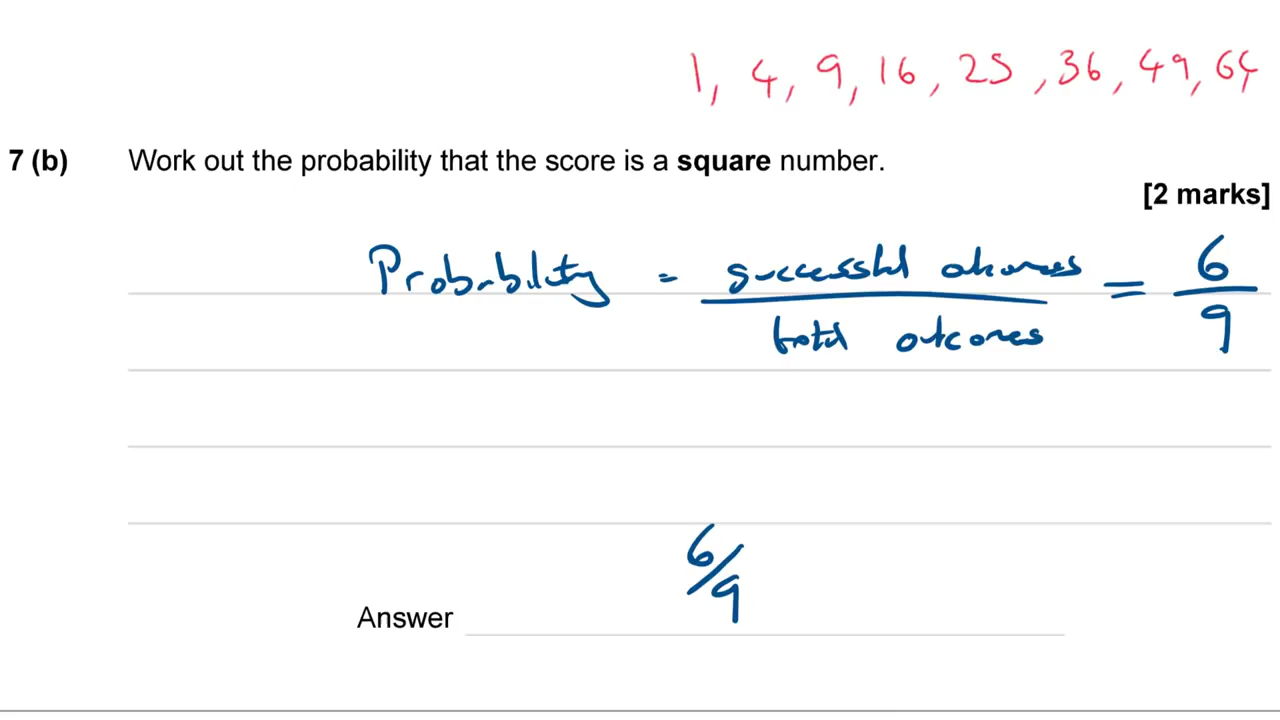 1, 4, 9, 16, 25, 36, 49, 64
7 (b) Work out the probability that the score is a square number.
[2 marks]
Probability = successful outcomes / total outcomes = 6 / 9
6/9
Answer